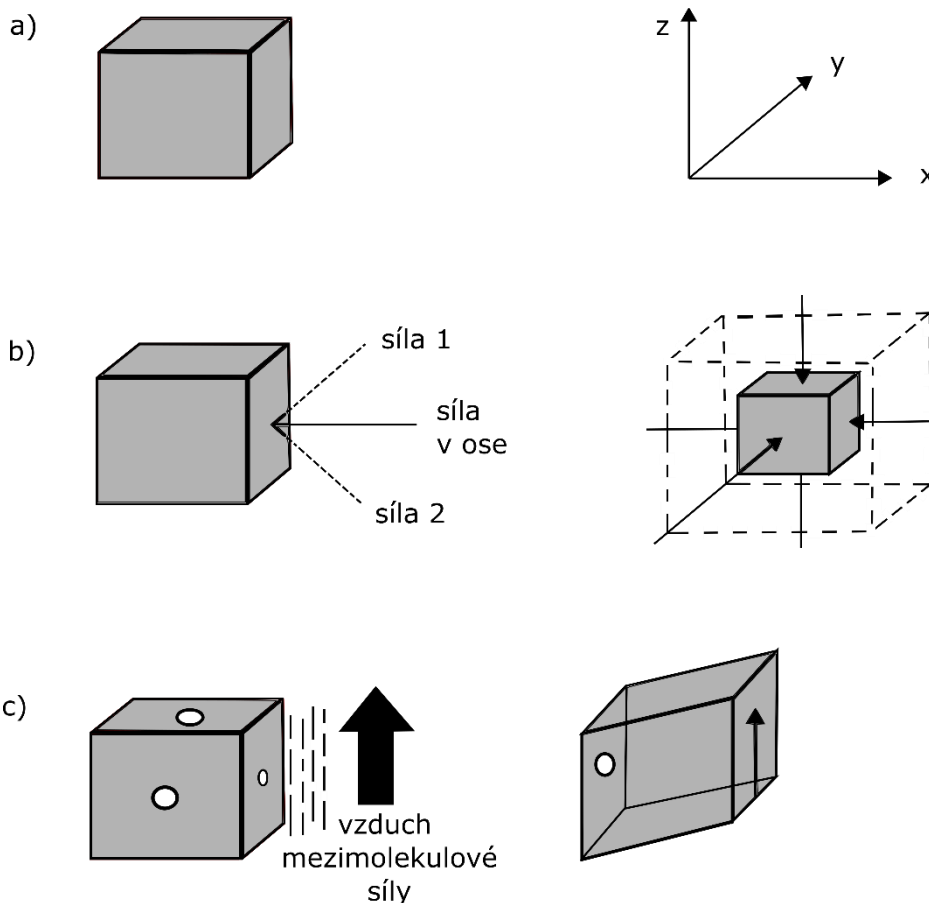 a)
z
y
x
b)
síla 1
síla
v ose
síla 2
c)
vzduch
mezimolekulové
síly